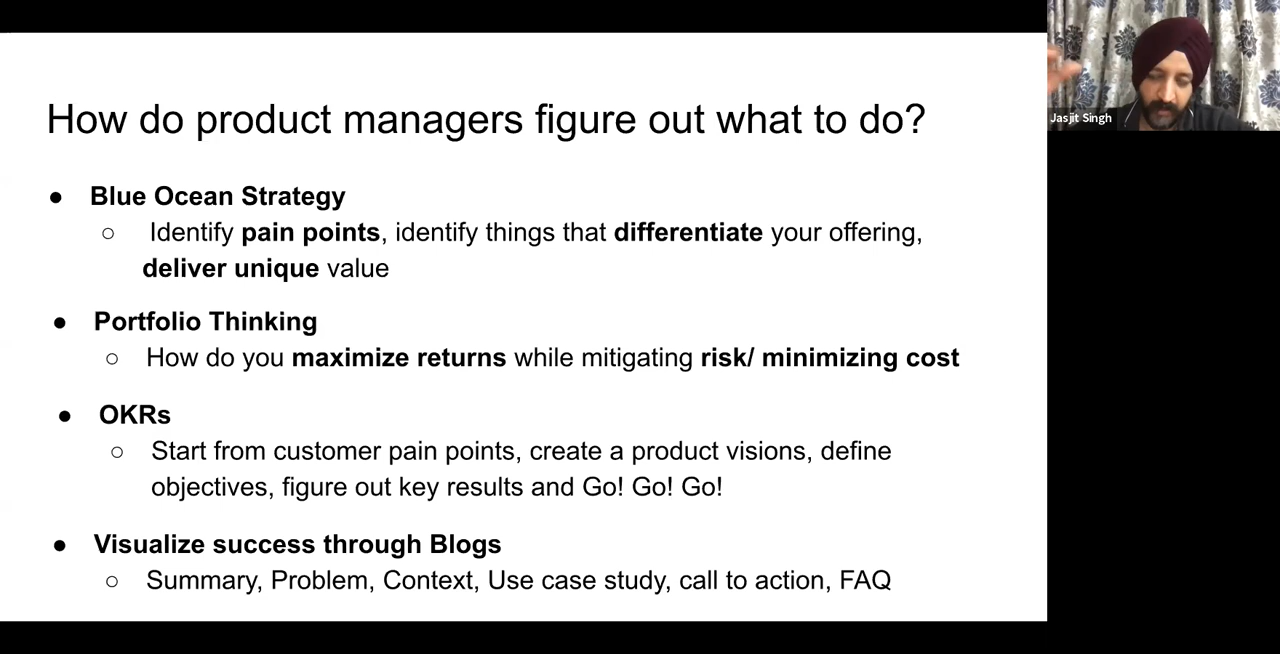 How do product managers figure out what to do?
● Blue Ocean Strategy
○ Identify pain points, identify things that differentiate your offering,
deliver unique value
● Portfolio Thinking
○ How do you maximize returns while mitigating risk/ minimizing cost
● OKRs
○ Start from customer pain points, create a product visions, define
objectives, figure out key results and Go! Go! Go!
● Visualize success through Blogs
○ Summary, Problem, Context, Use case study, call to action, FAQ
Jasjit Singh